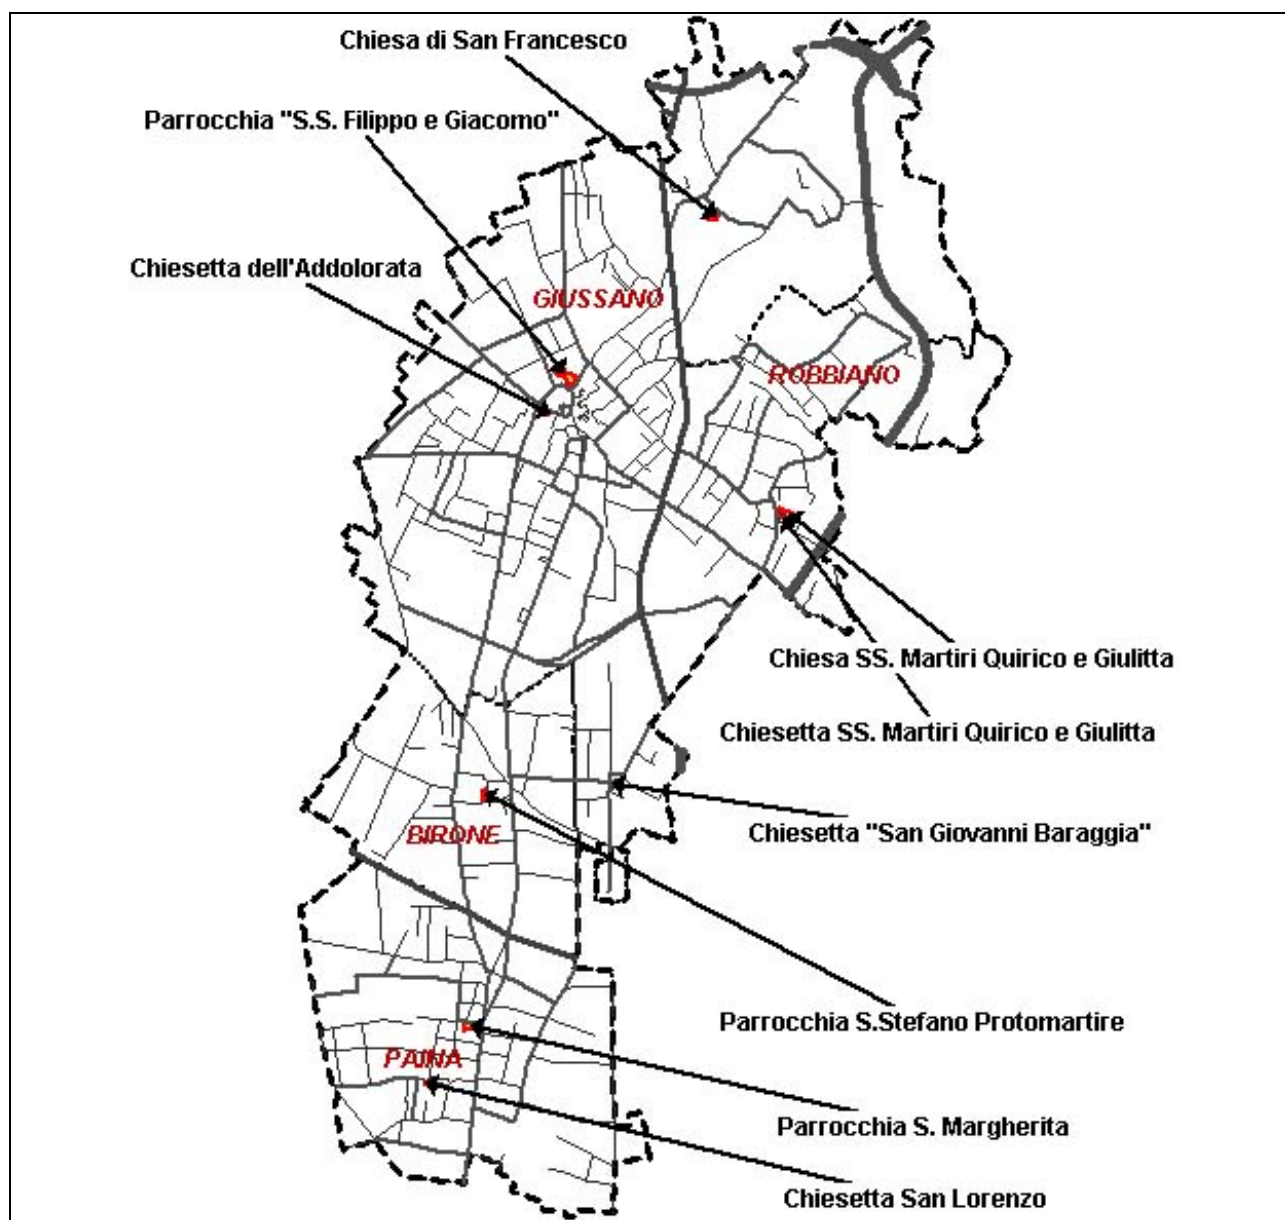 Chiesa di San Francesco
Parrocchia "S.S. Filippo e Giacomo"
Chiesetta dell'Addolorata
GIUSSANO
ROBBIANO
Chiesa SS. Martiri Quirico e Giulitta
Chiesetta SS. Martiri Quirico e Giulitta
Chiesetta "San Giovanni Baraggia"
BIRONE
Parrocchia S.Stefano Protomartire
PAINA
Parrocchia S. Margherita
Chiesetta San Lorenzo